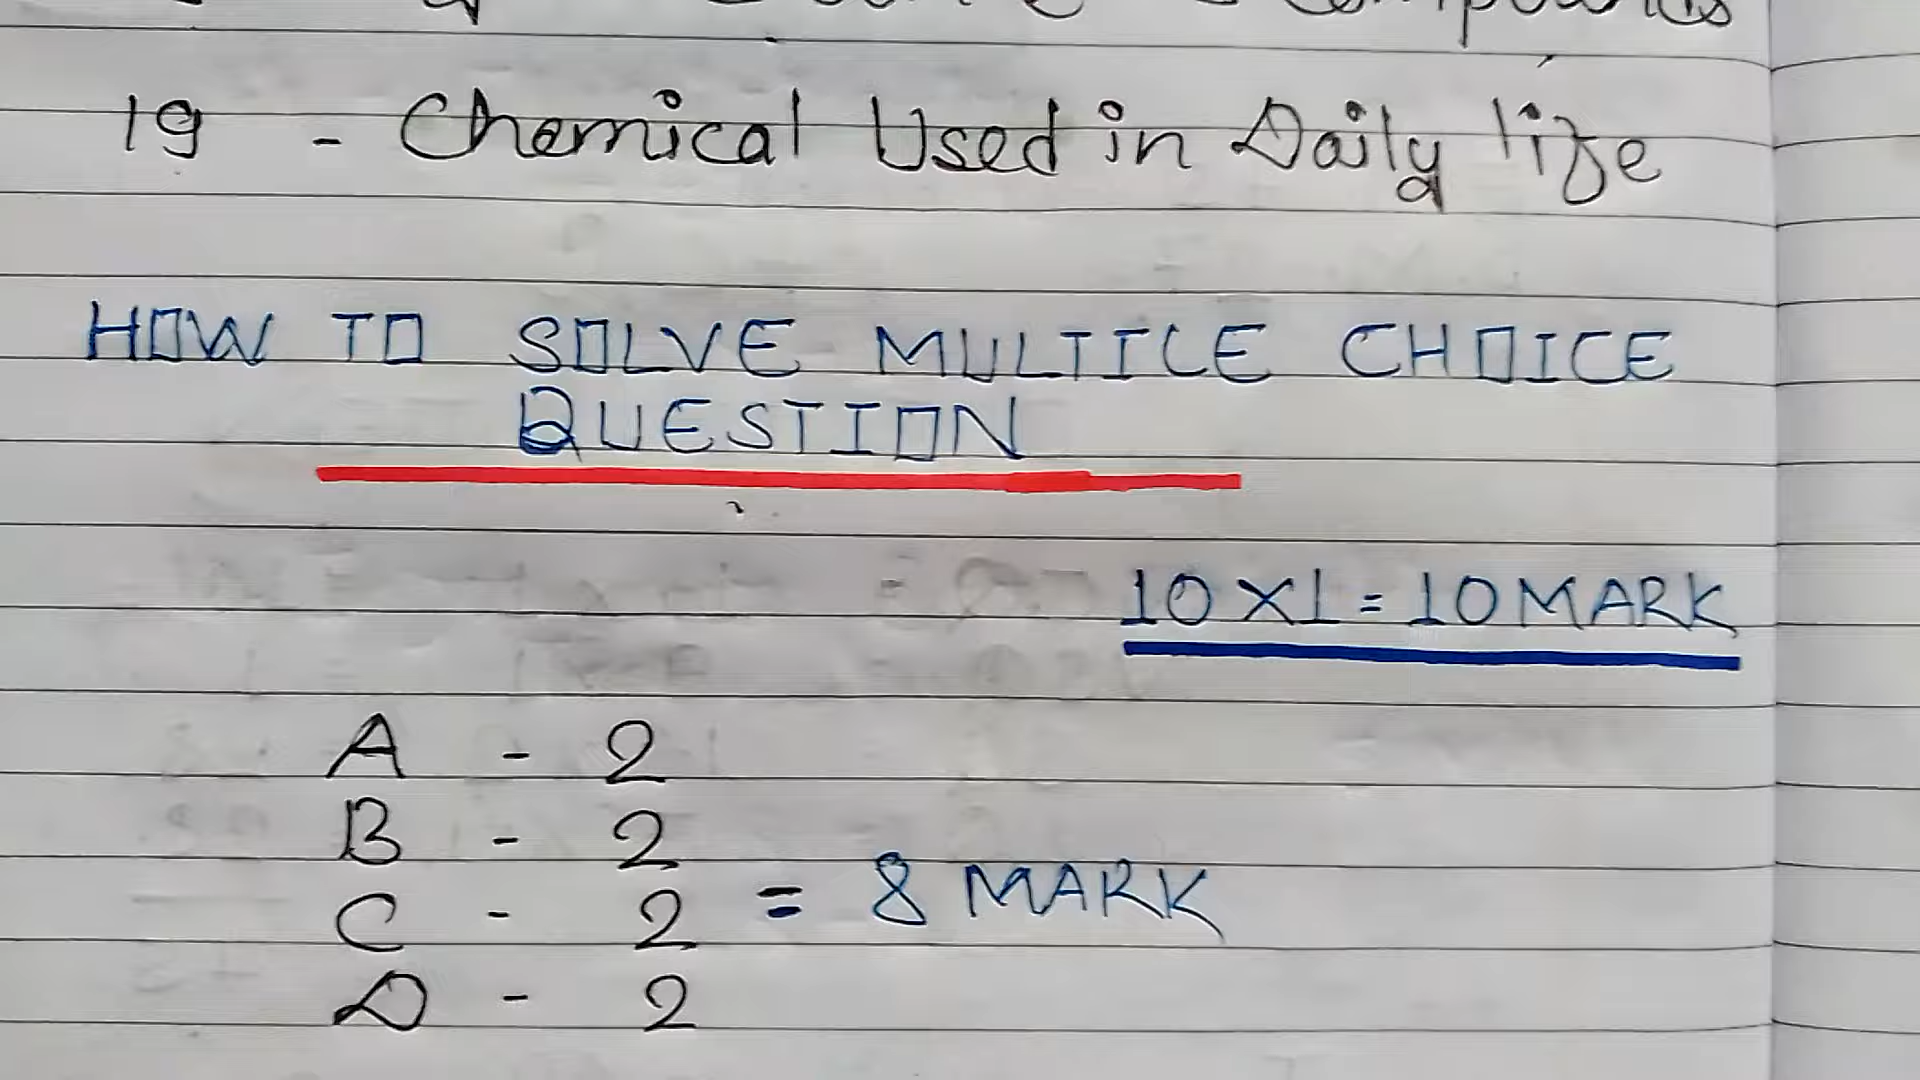 Compounds
19 - Chemical Used in Daily life
HOW TO SOLVE MULTICE CHOICE
QUESTION
10 X 1 = 10 MARK
A - 2
B - 2
C - 2 = 8 MARK
D - 2